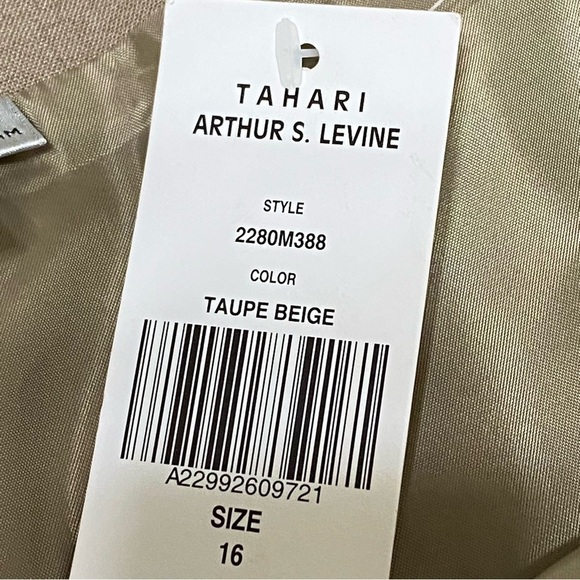 TAHARI
ARTHUR S. LEVINE
STYLE
2280M388
COLOR
TAUPE BEIGE
A22992609721
SIZE
16